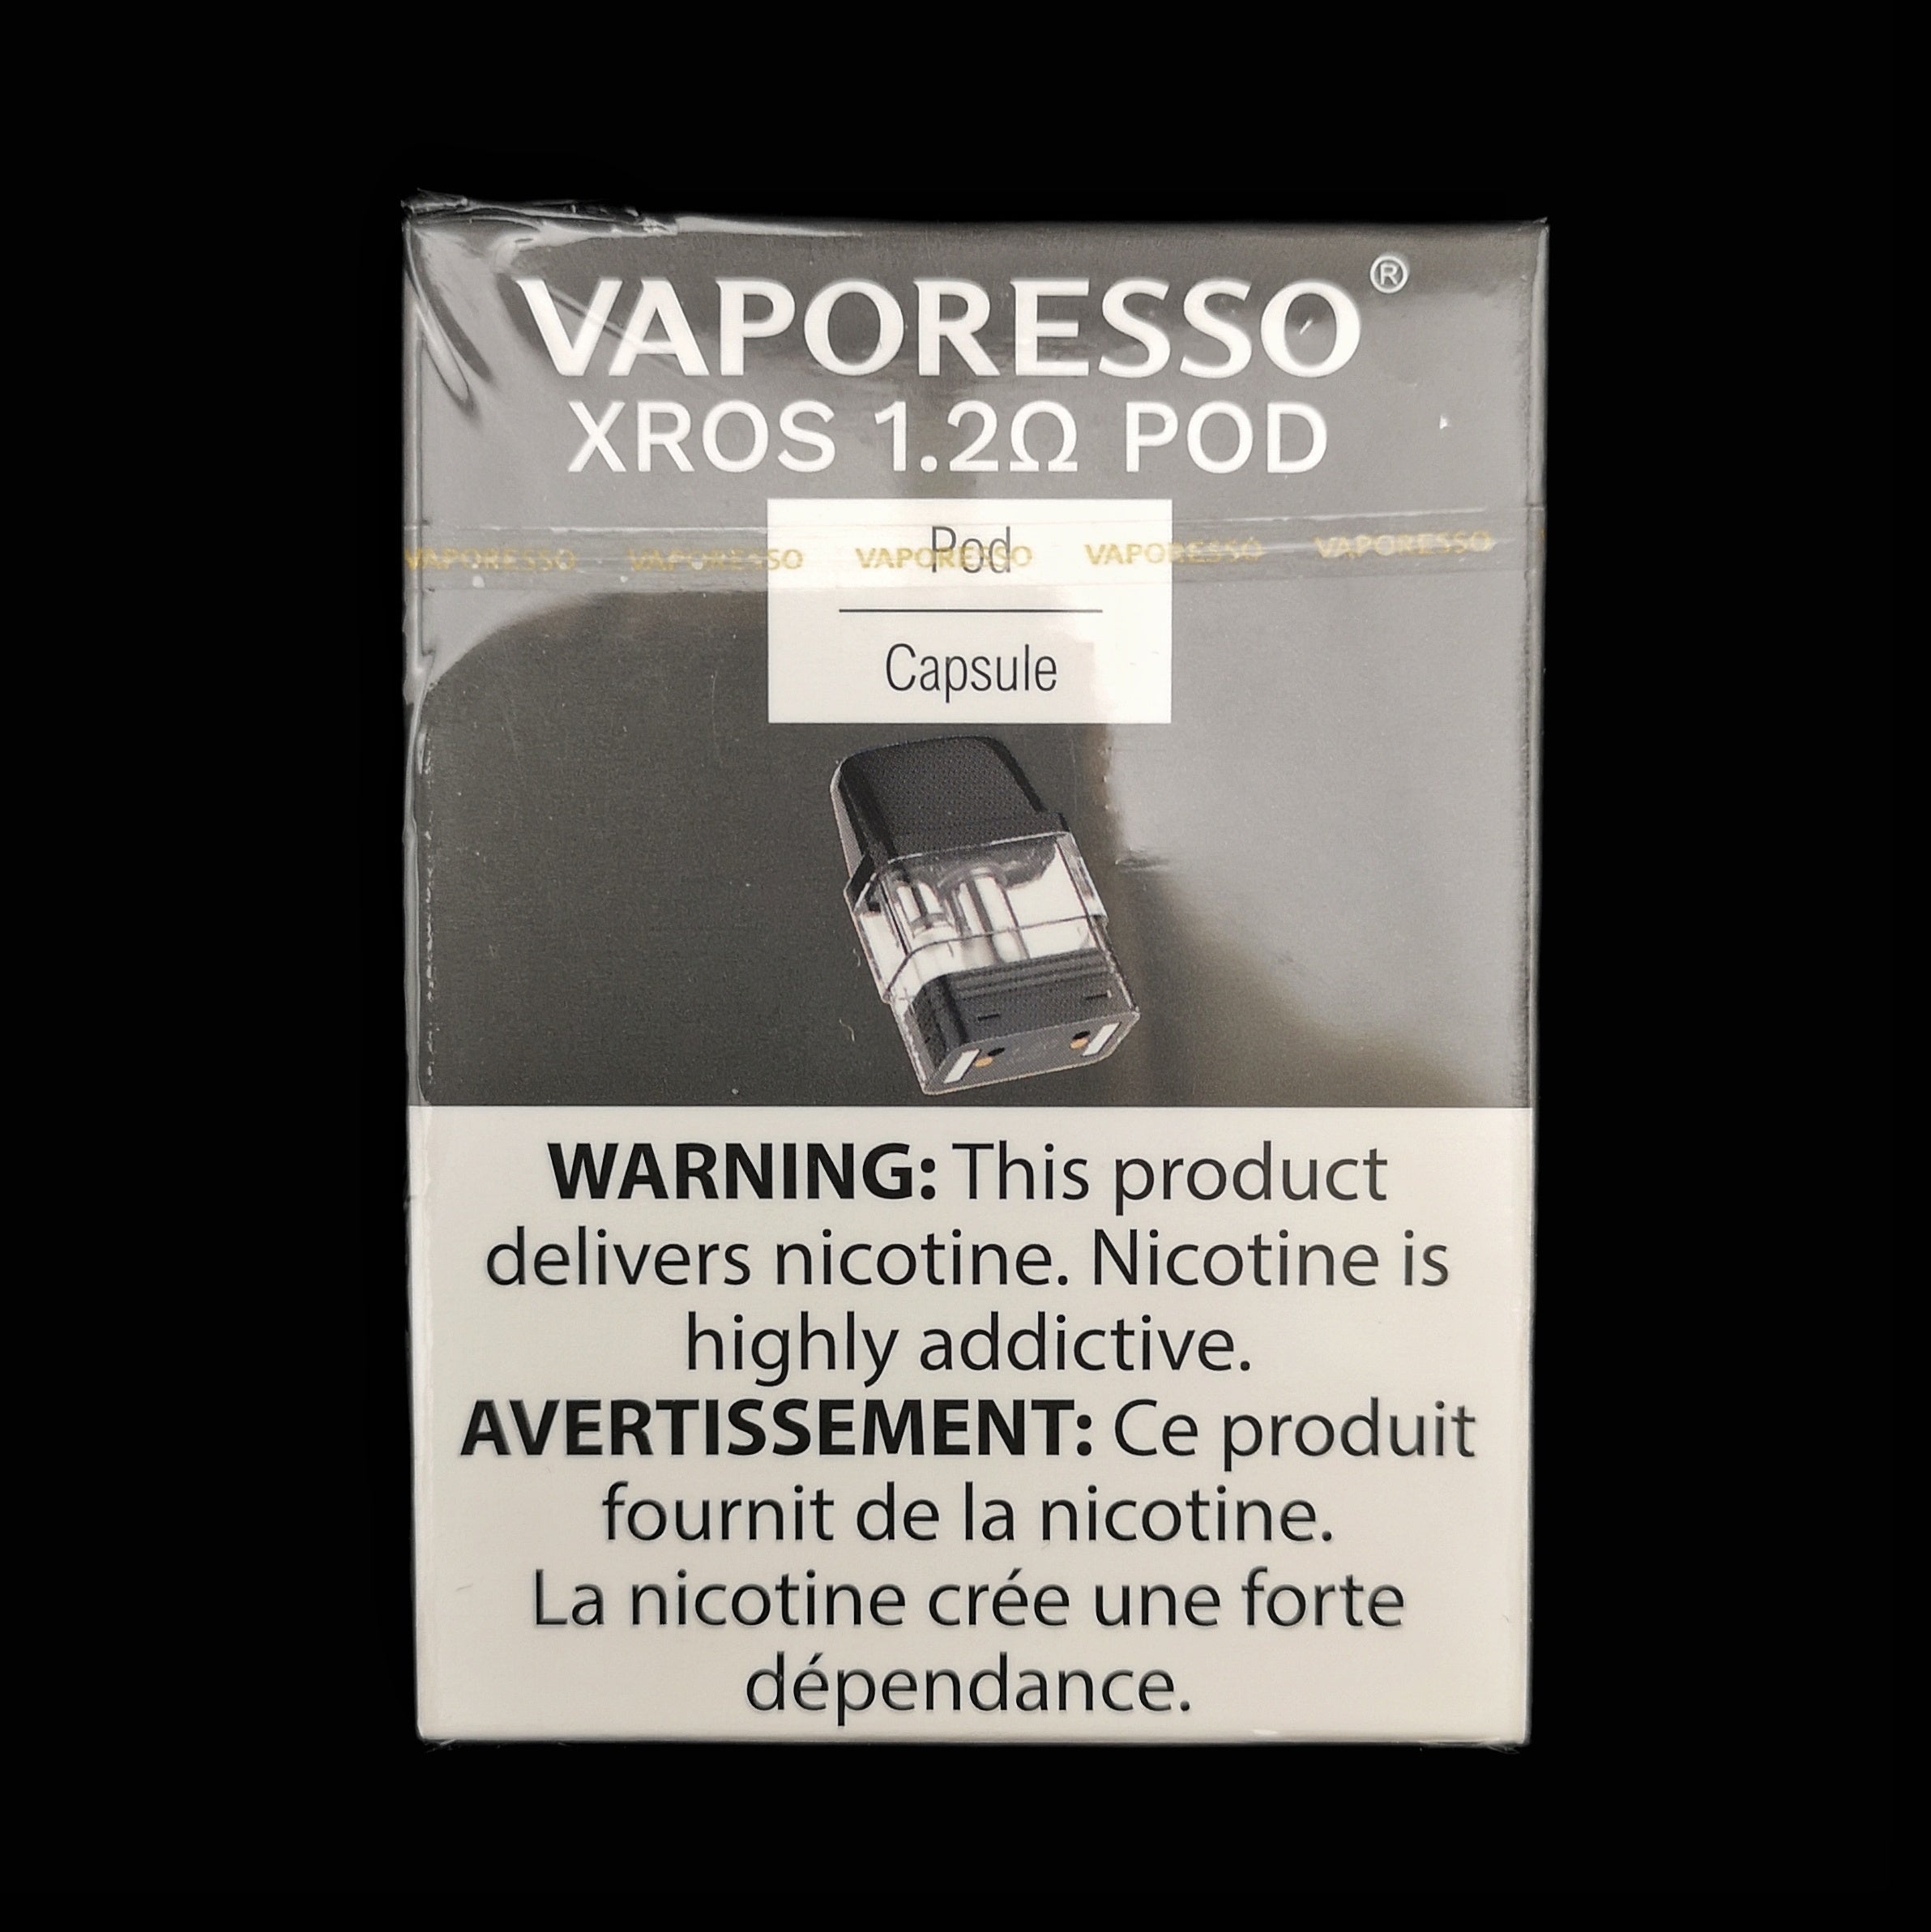 VAPORESSO®
XROS 1.2Ω POD
Pod
VAPORESSO VAPORESSO VAPORESSO VAPORESSO VAPORESSO
Capsule
WARNING: This product
delivers nicotine. Nicotine is
highly addictive.
AVERTISSEMENT: Ce produit
fournit de la nicotine.
La nicotine crée une forte
dépendance.